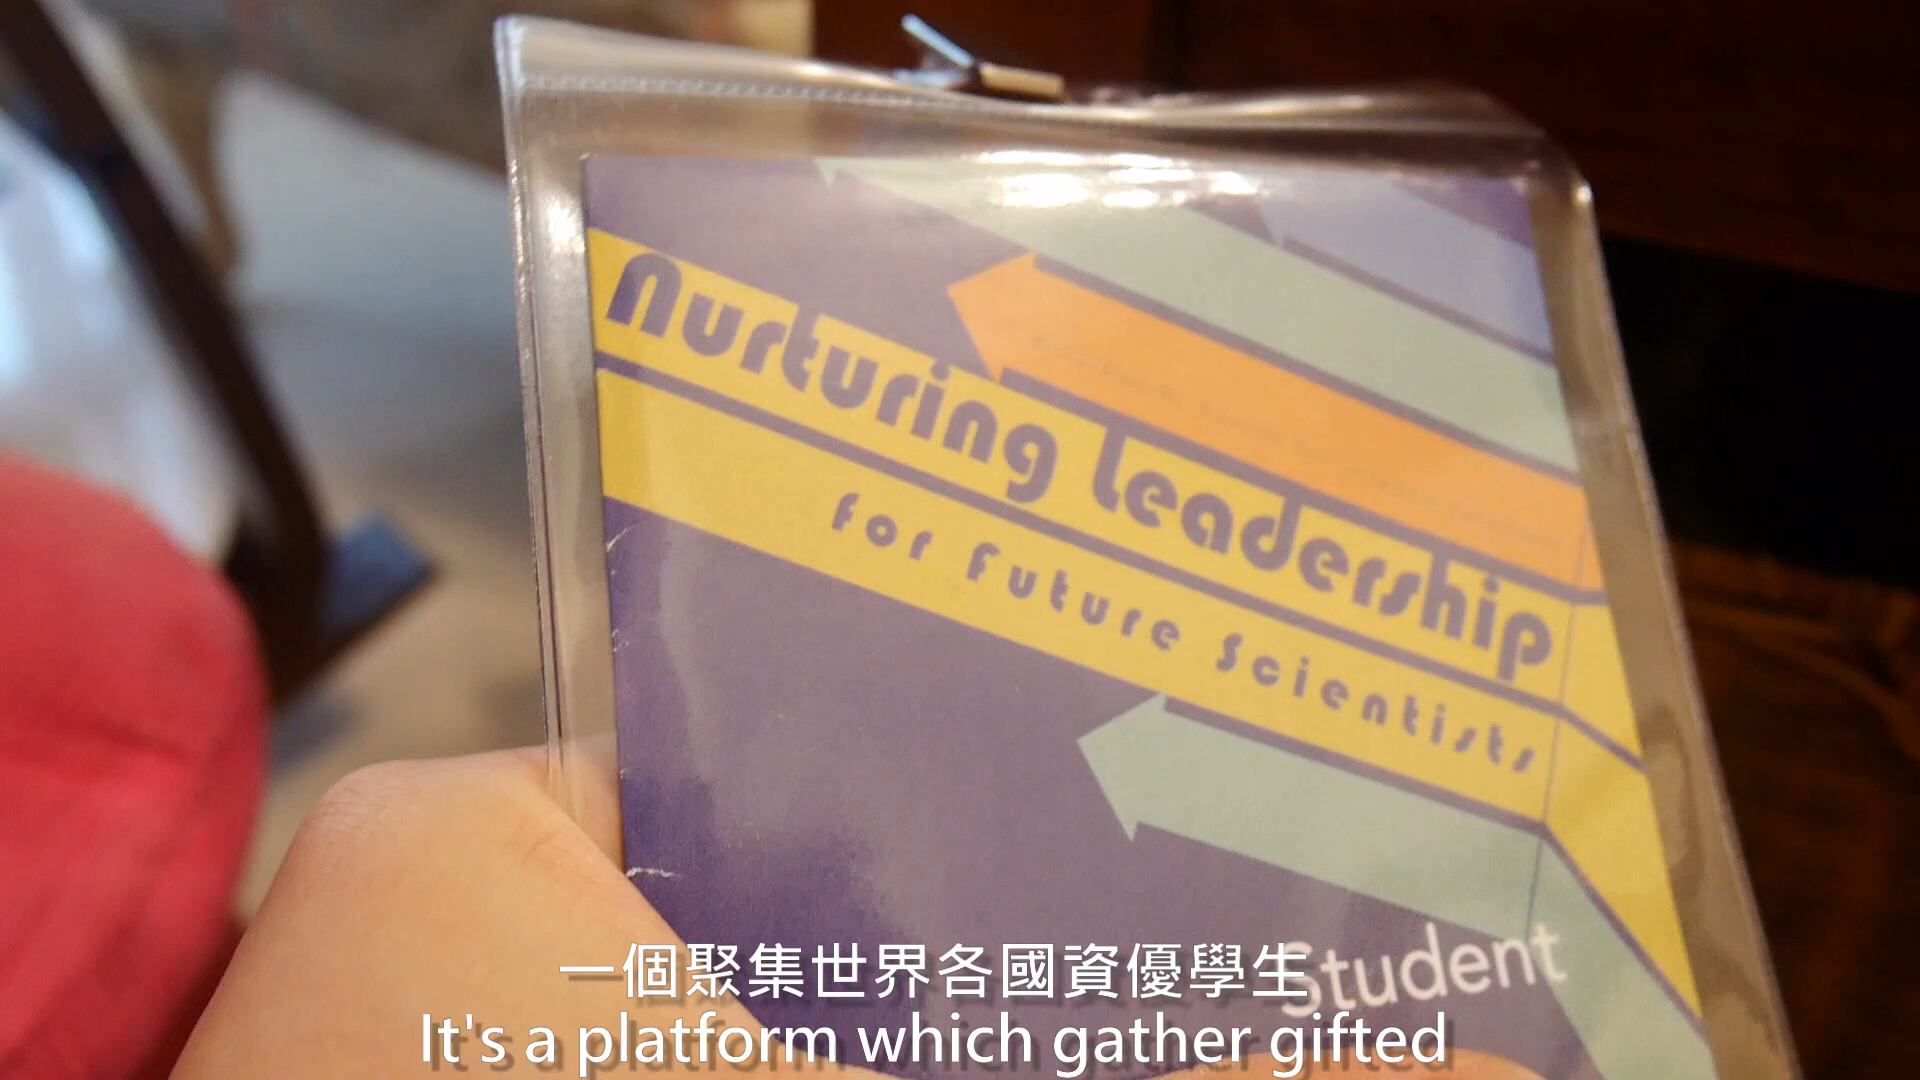 Nurturing Leadership
for Future Scientists
Student
一個聚集世界各國資優學生
It's a platform which gather gifted